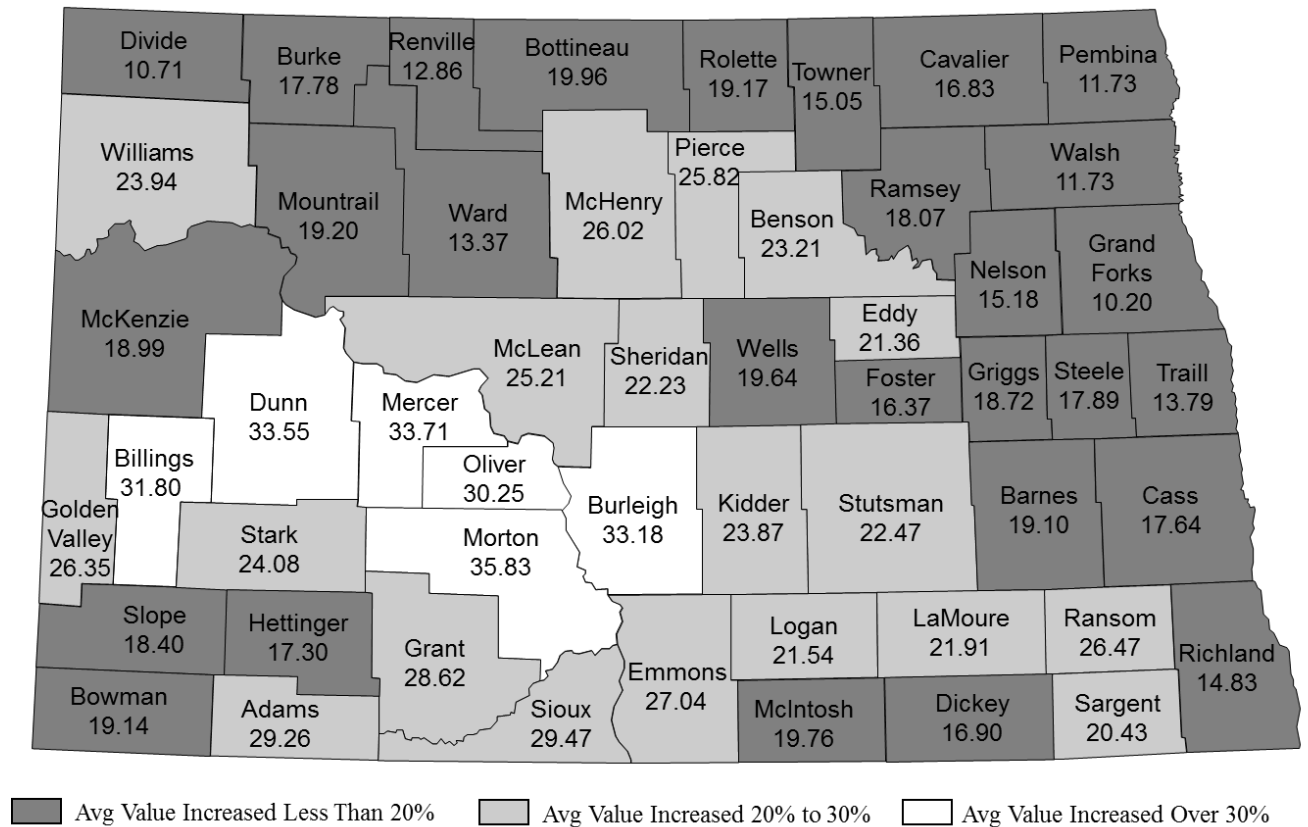 Divide
10.71
Burke
17.78
Renville
12.86
Bottineau
19.96
Rolette
19.17
Towner
15.05
Cavalier
16.83
Pembina
11.73
Williams
23.94
Mountrail
19.20
Ward
13.37
McHenry
26.02
Pierce
25.82
Benson
23.21
Ramsey
18.07
Walsh
11.73
Nelson
15.18
Grand
Forks
10.20
McKenzie
18.99
Dunn
33.55
Mercer
33.71
Oliver
30.25
McLean
25.21
Sheridan
22.23
Wells
19.64
Eddy
21.36
Foster
16.37
Griggs
18.72
Steele
17.89
Traill
13.79
Golden
Valley
26.35
Billings
31.80
Stark
24.08
Morton
35.83
Burleigh
33.18
Kidder
23.87
Stutsman
22.47
Barnes
19.10
Cass
17.64
Slope
18.40
Hettinger
17.30
Grant
28.62
Emmons
27.04
Logan
21.54
LaMoure
21.91
Ransom
26.47
Richland
14.83
Bowman
19.14
Adams
29.26
Sioux
29.47
McIntosh
19.76
Dickey
16.90
Sargent
20.43
Avg Value Increased Less Than 20%
Avg Value Increased 20% to 30%
Avg Value Increased Over 30%